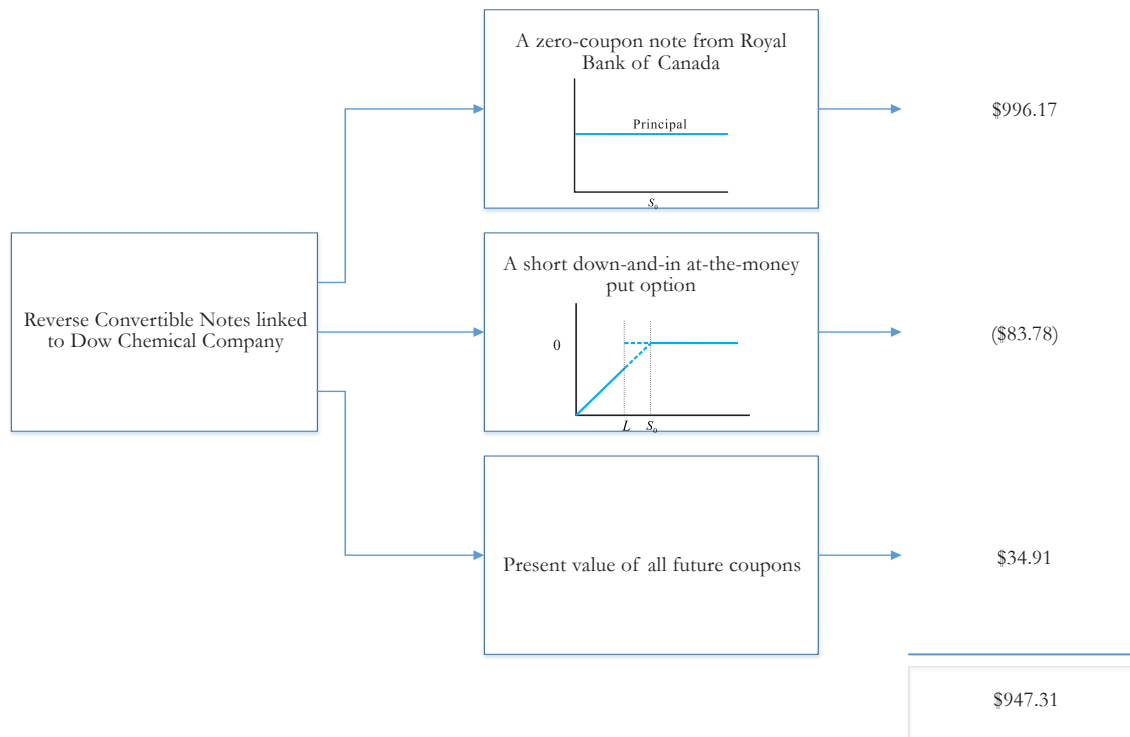 A zero-coupon note from Royal
Bank of Canada
Principal
S₀
$996.17
Reverse Convertible Notes linked
to Dow Chemical Company
A short down-and-in at-the-money
put option
0
L S₀
($83.78)
Present value of all future coupons
$34.91
$947.31